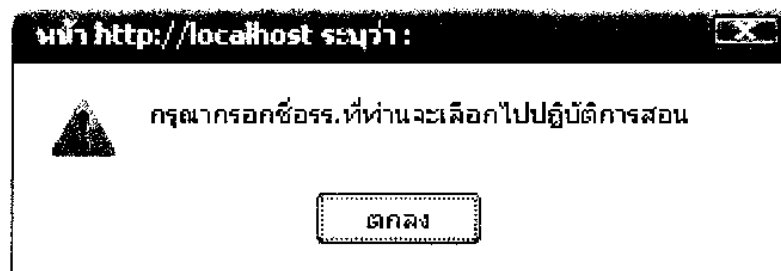 หน้า http://localhost ระบุว่า :
กรุณากรอกชื่อรร.ที่ท่านจะเลือกไปปฏิบัติการสอน
ตกลง